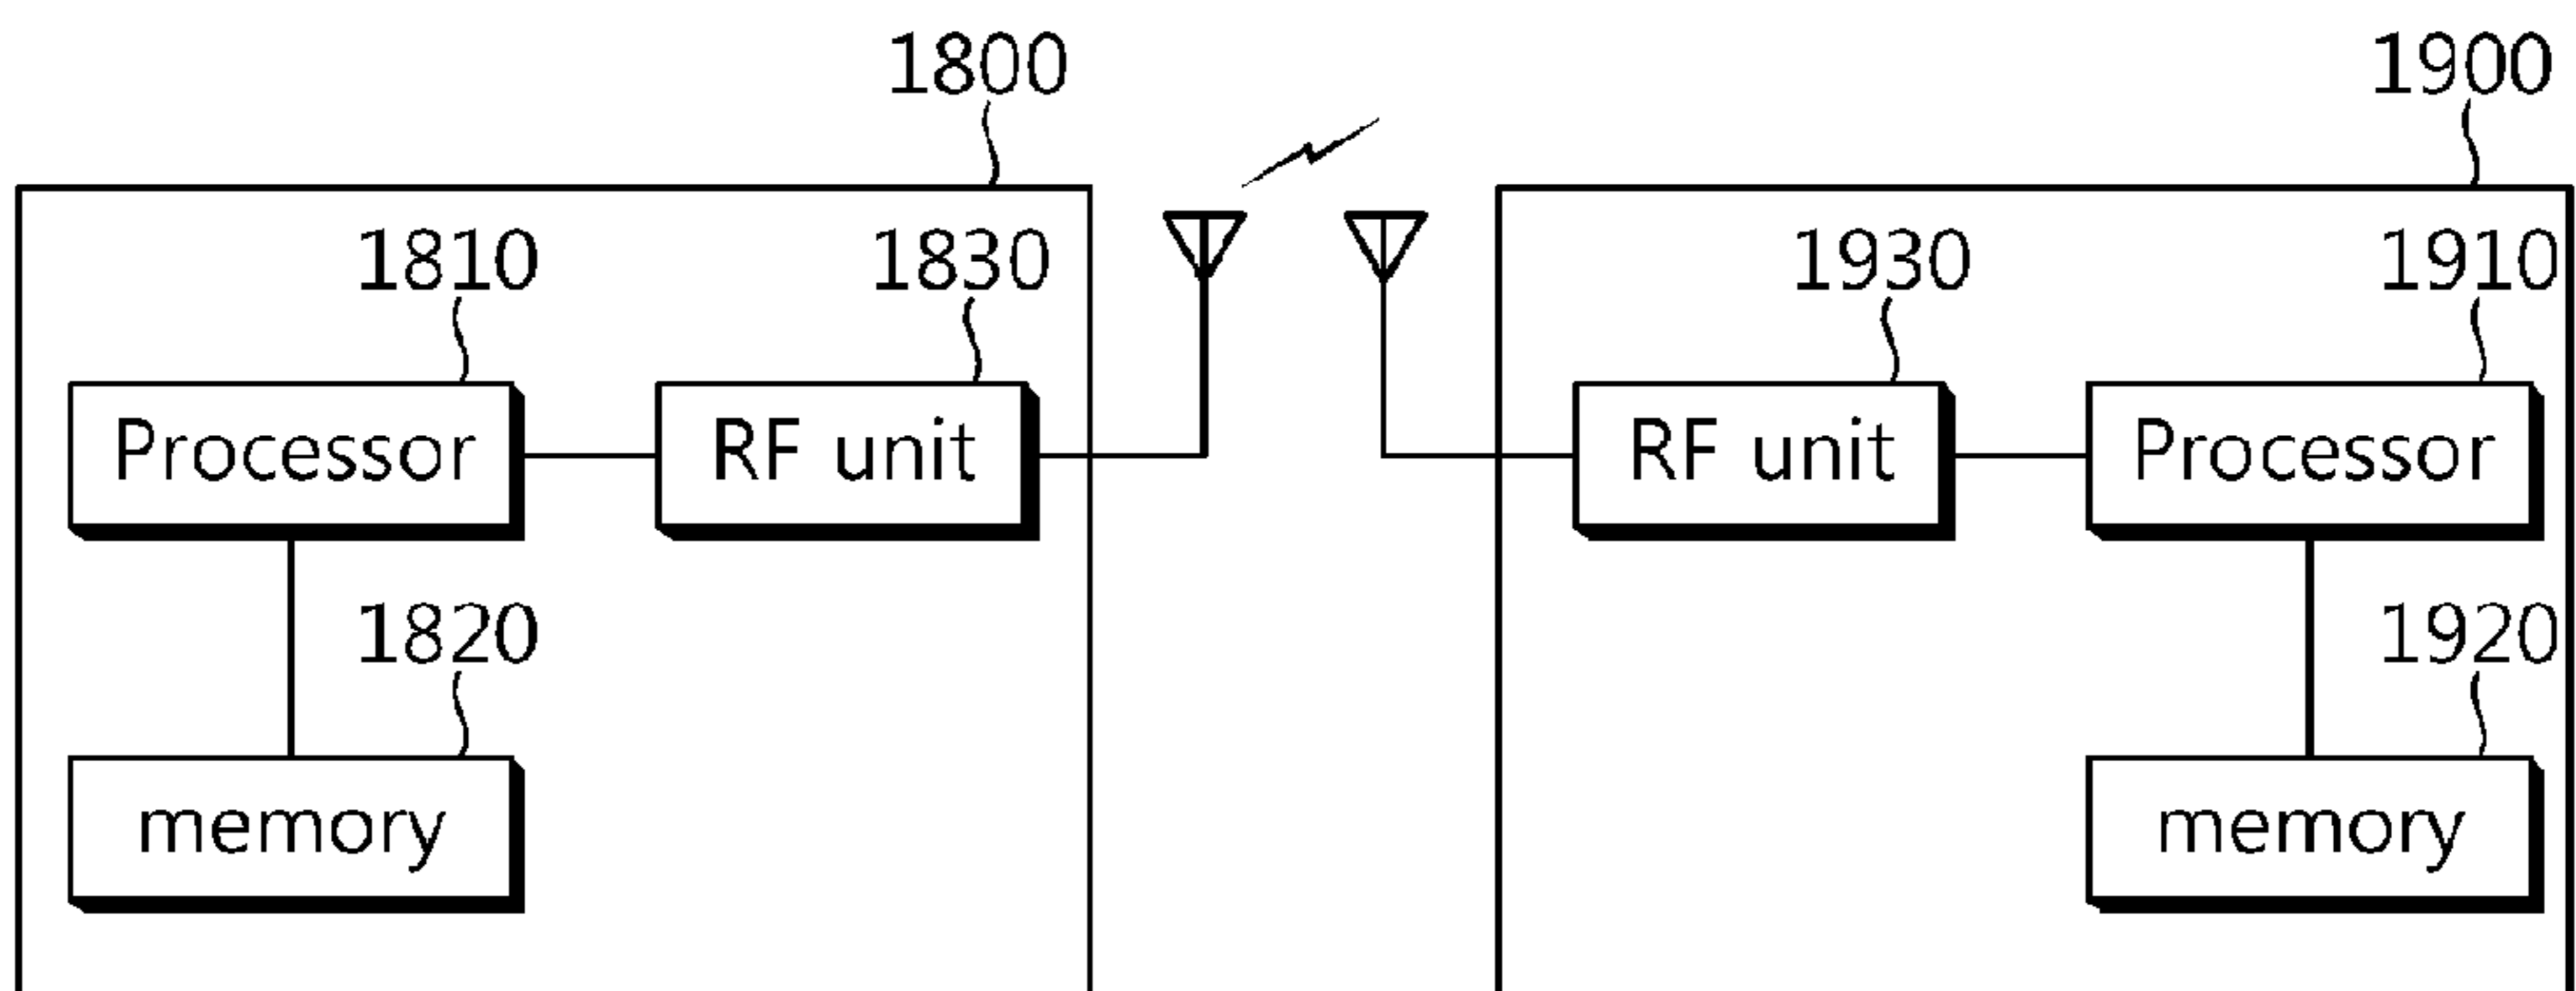 1800 1900
1810 1830 1930 1910
Processor RF unit RF unit Processor
1820 1920
memory memory